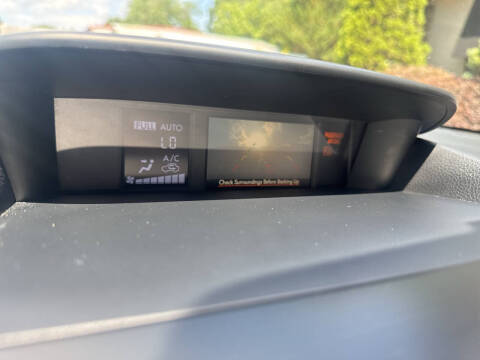 FULL AUTO
LO
A/C
Check Surroundings Before Backing Up